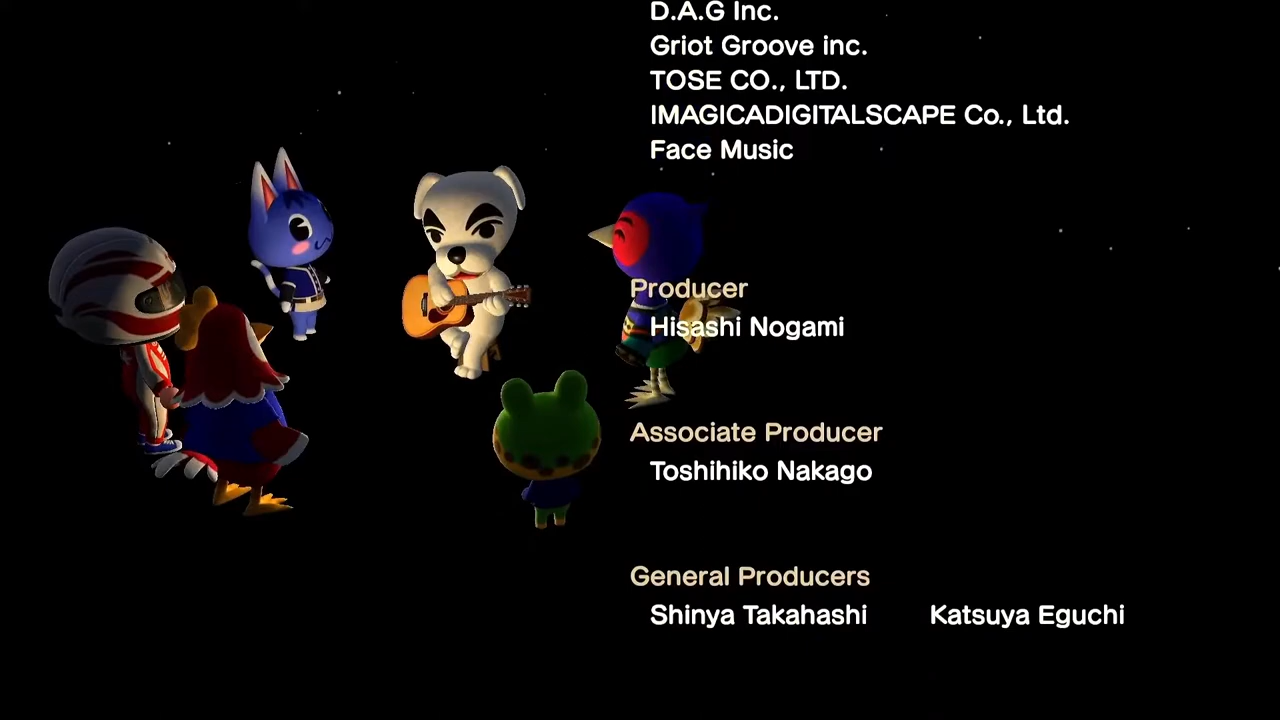 D.A.G Inc.
Griot Groove inc.
TOSE CO., LTD.
IMAGICADIGITALSCAPE Co., Ltd.
Face Music
Producer
Hisashi Nogami
Associate Producer
Toshihiko Nakago
General Producers
Shinya Takahashi Katsuya Eguchi